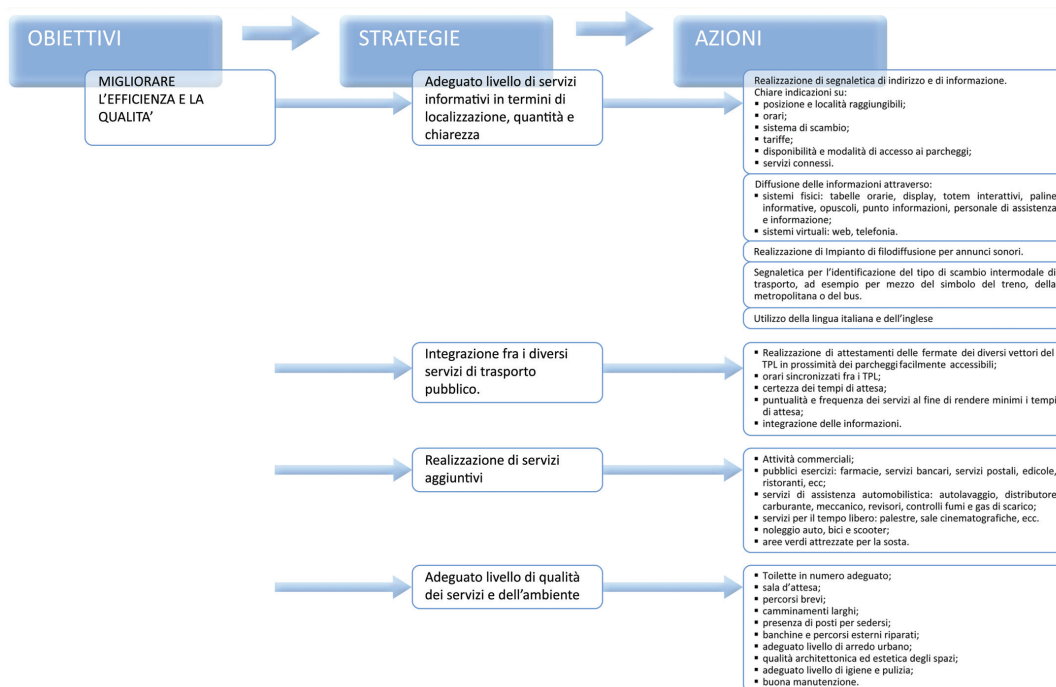 OBIETTIVI
STRATEGIE
AZIONI
MIGLIORARE
L'EFFICIENZA E LA
QUALITA'
Adeguato livello di servizi
informativi in termini di
localizzazione, quantità e
chiarezza
Realizzazione di segnaletica di indirizzo e di informazione.
Chiare indicazioni su:
▪ posizione e località raggiungibili;
▪ orari;
▪ sistema di scambio;
▪ tariffe;
▪ disponibilità e modalità di accesso ai parcheggi;
▪ servizi connessi.
Diffusione delle informazioni attraverso:
▪ sistemi fisici: tabelle orarie, display, totem interattivi, paline
informative, opuscoli, punto informazioni, personale di assistenza
e informazione;
▪ sistemi virtuali: web, telefonia.
Realizzazione di Impianto di filodiffusione per annunci sonori.
Segnaletica per l'identificazione del tipo di scambio intermodale di
trasporto, ad esempio per mezzo del simbolo del treno, della
metropolitana o del bus.
Utilizzo della lingua italiana e dell'inglese
Integrazione fra i diversi
servizi di trasporto
pubblico.
▪ Realizzazione di attestamenti delle fermate dei diversi vettori del
TPL in prossimità dei parcheggi facilmente accessibili;
▪ orari sincronizzati fra i TPL;
▪ certezza dei tempi di attesa;
▪ puntualità e frequenza dei servizi al fine di rendere minimi i tempi
di attesa;
▪ integrazione delle informazioni.
Realizzazione di servizi
aggiuntivi
▪ Attività commerciali;
▪ pubblici esercizi: farmacie, servizi bancari, servizi postali, edicole,
ristoranti, ecc;
▪ servizi di assistenza automobilistica: autolavaggio, distributore
carburante, meccanico, revisori, controlli fumi e gas di scarico;
▪ servizi per il tempo libero: palestre, sale cinematografiche, ecc.
▪ noleggio auto, bici e scooter;
▪ aree verdi attrezzate per la sosta.
Adeguato livello di qualità
dei servizi e dell'ambiente
▪ Toilette in numero adeguato;
▪ sala d'attesa;
▪ percorsi brevi;
▪ camminamenti larghi;
▪ presenza di posti per sedersi;
▪ banchine e percorsi esterni riparati;
▪ adeguato livello di arredo urbano;
▪ qualità architettonica ed estetica degli spazi;
▪ adeguato livello di igiene e pulizia;
▪ buona manutenzione.